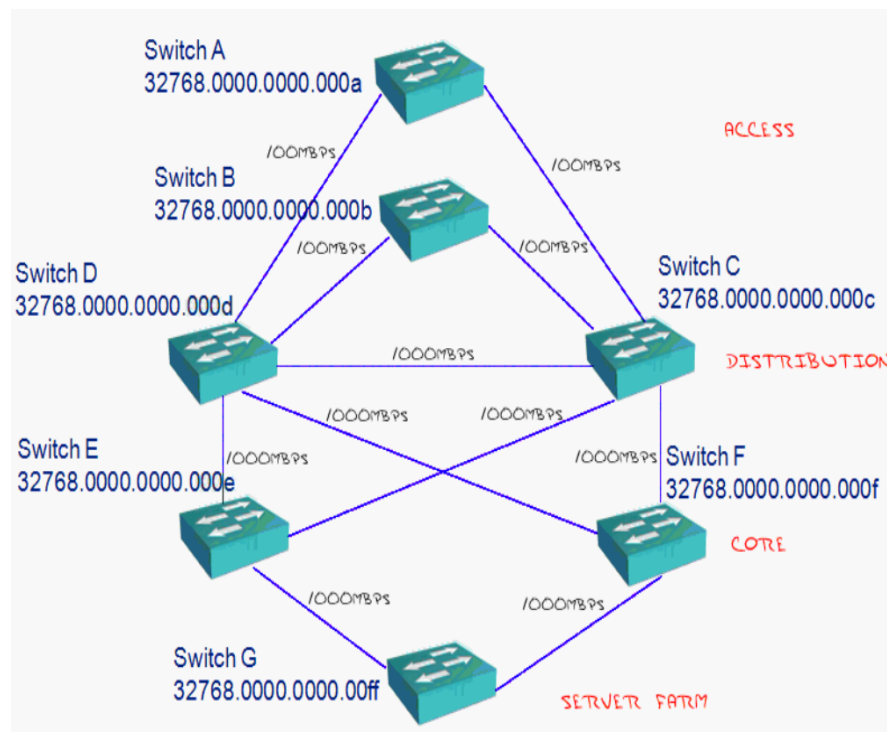 Switch A
32768.0000.0000.000a
ACCESS
100MBPS
100MBPS
Switch B
32768.0000.0000.000b
100MBPS
100MBPS
Switch D
32768.0000.0000.000d
Switch C
32768.0000.0000.000c
1000MBPS
DISTRIBUTION
1000MBPS
1000MBPS
Switch E
32768.0000.0000.000e
1000MBPS
1000MBPS
Switch F
32768.0000.0000.000f
CORE
1000MBPS
1000MBPS
Switch G
32768.0000.0000.00ff
SERVER FARM